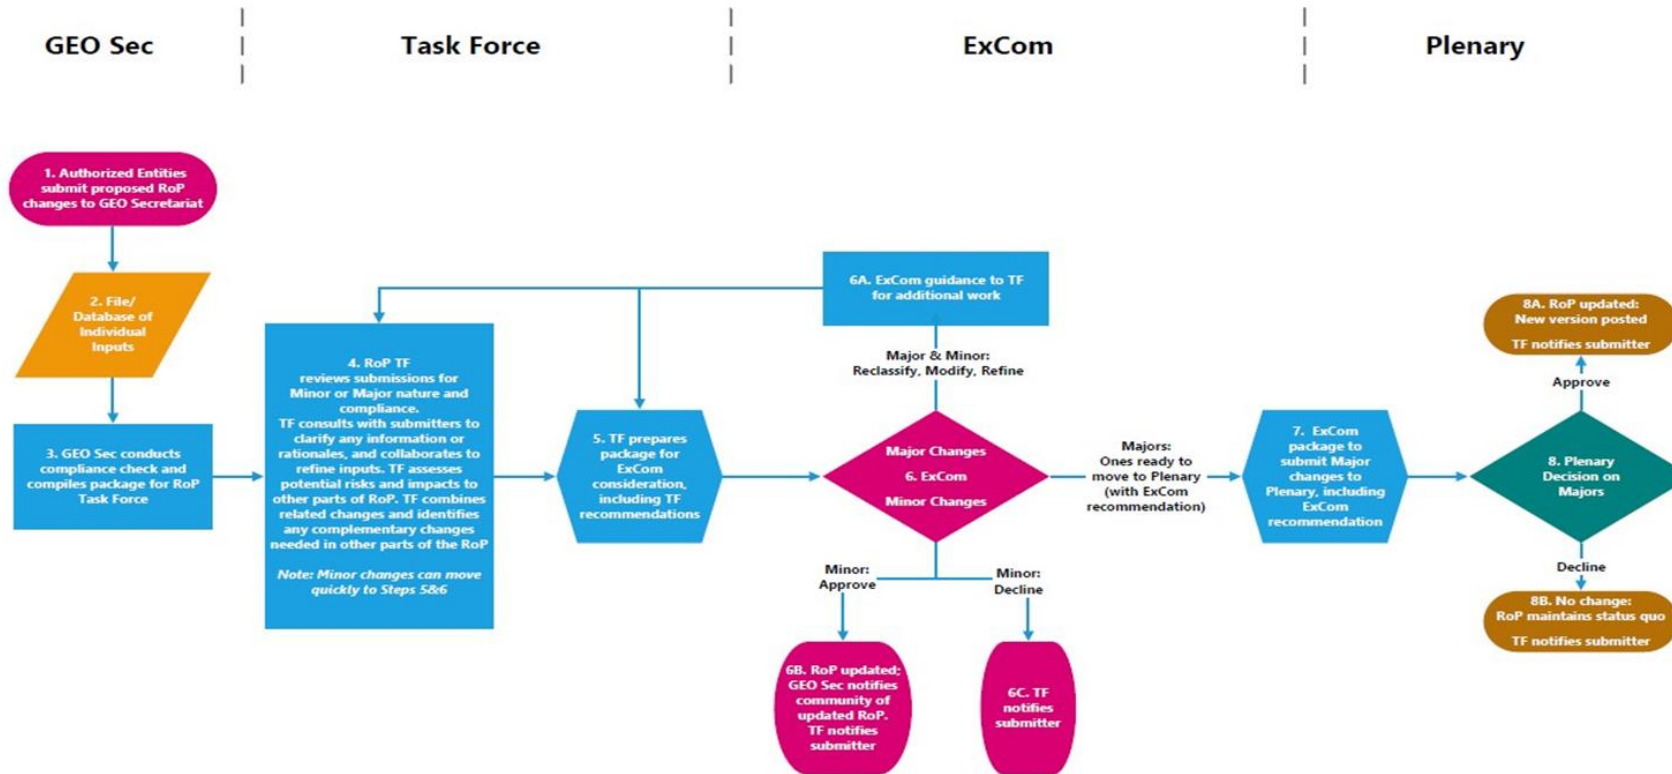 GEO Sec
Task Force
ExCom
Plenary
1. Authorized Entities
submit proposed RoP
changes to GEO Secretariat
2. File/
Database of
Individual
Inputs
3. GEO Sec conducts
compliance check and
compiles package for RoP
Task Force
4. RoP TF
reviews submissions for
Minor or Major nature and
compliance.
TF consults with submitters to
clarify any information or
rationales, and collaborates to
refine inputs. TF assesses
potential risks and impacts to
other parts of RoP. TF combines
related changes and identifies
any complementary changes
needed in other parts of the RoP
Note: Minor changes can move
quickly to Steps 5&6
5. TF prepares
package for
ExCom
consideration,
including TF
recommendations
6A. ExCom guidance to TF
for additional work
Major & Minor:
Reclassify, Modify, Refine
Major Changes
6. ExCom
Minor Changes
Minor:
Approve
Minor:
Decline
6B. RoP updated;
GEO Sec notifies
community of
updated RoP.
TF notifies
submitter
6C. TF
notifies
submitter
Majors:
Ones ready to
move to Plenary
(with ExCom
recommendation)
7. ExCom
package to
submit Major
changes to
Plenary, including
ExCom
recommendation
8A. RoP updated:
New version posted
TF notifies submitter
Approve
8. Plenary
Decision on
Majors
Decline
8B. No change:
RoP maintains status quo
TF notifies submitter